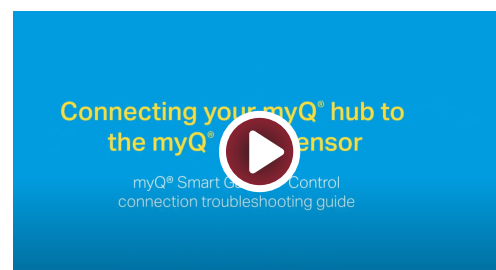 Connecting your myQ® hub to
the myQ® ensor
myQ® Smart G Control
connection troubleshooting guide